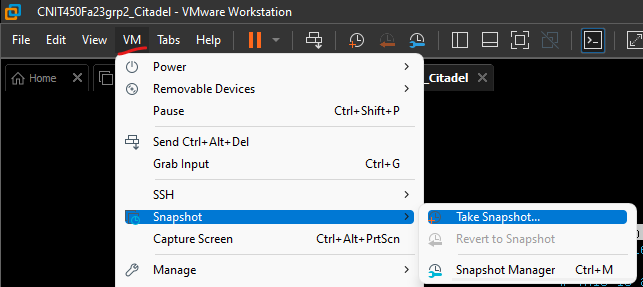 CNIT450Fa23grp2_Citadel - VMware Workstation
File Edit View VM Tabs Help
Home _Citadel
Power
Removable Devices
Pause Ctrl+Shift+P
Send Ctrl+Alt+Del
Grab Input Ctrl+G
SSH
Snapshot Take Snapshot...
Capture Screen Ctrl+Alt+PrtScn Revert to Snapshot
Manage Snapshot Manager Ctrl+M